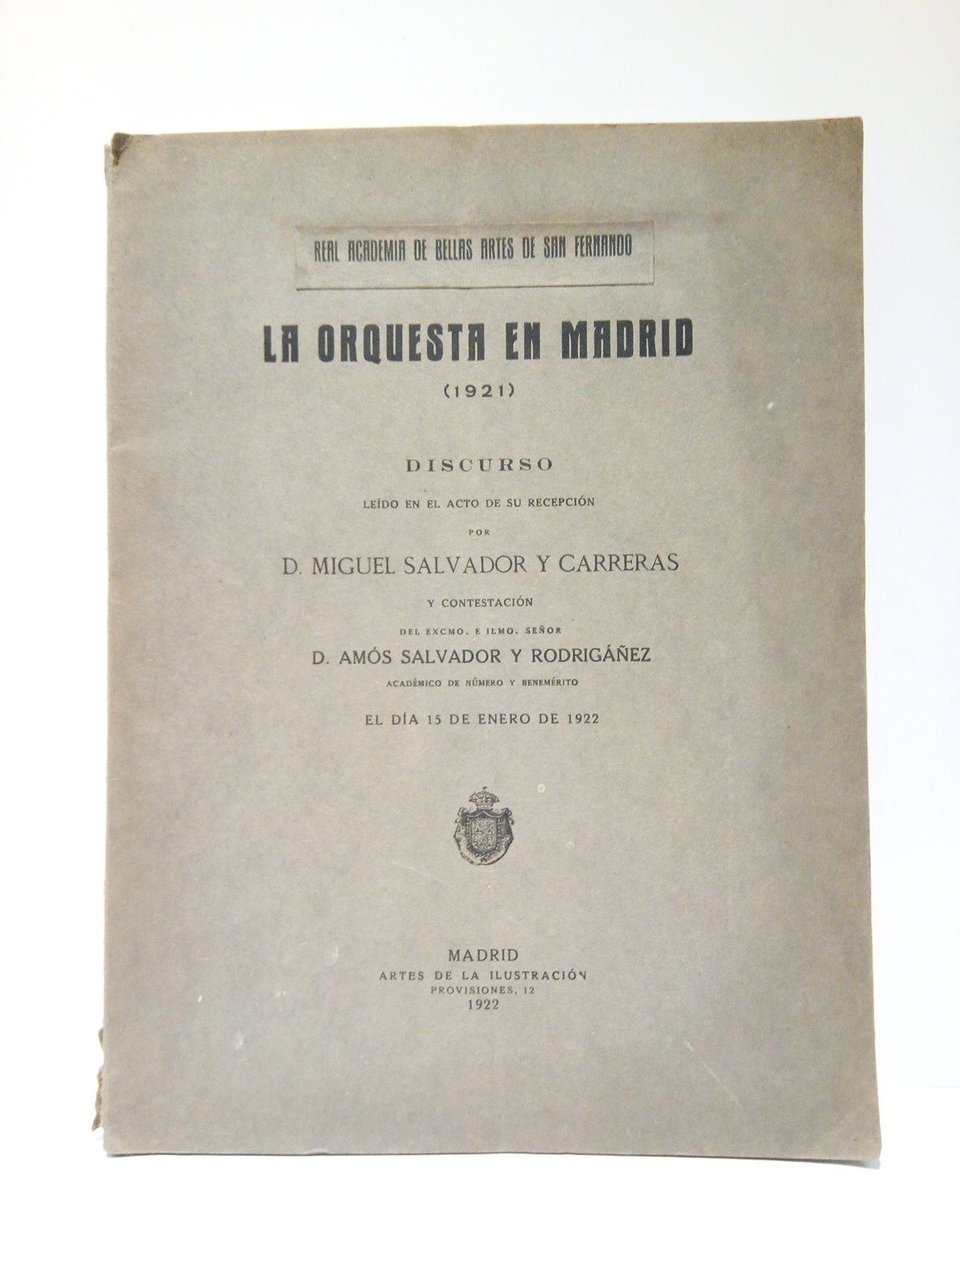 REAL ACADEMIA DE BELLAS ARTES DE SAN FERNANDO
LA ORQUESTA EN MADRID
(1921)
DISCURSO
LEÍDO EN EL ACTO DE SU RECEPCIÓN
POR
D. MIGUEL SALVADOR Y CARRERAS
Y CONTESTACIÓN
DEL EXCMO. E ILMO. SEÑOR
D. AMÓS SALVADOR Y RODRIGÁÑEZ
ACADÉMICO DE NÚMERO Y BENEMÉRITO
EL DÍA 15 DE ENERO DE 1922
MADRID
ARTES DE LA ILUSTRACIÓN
PROVISIONES, 12
1922